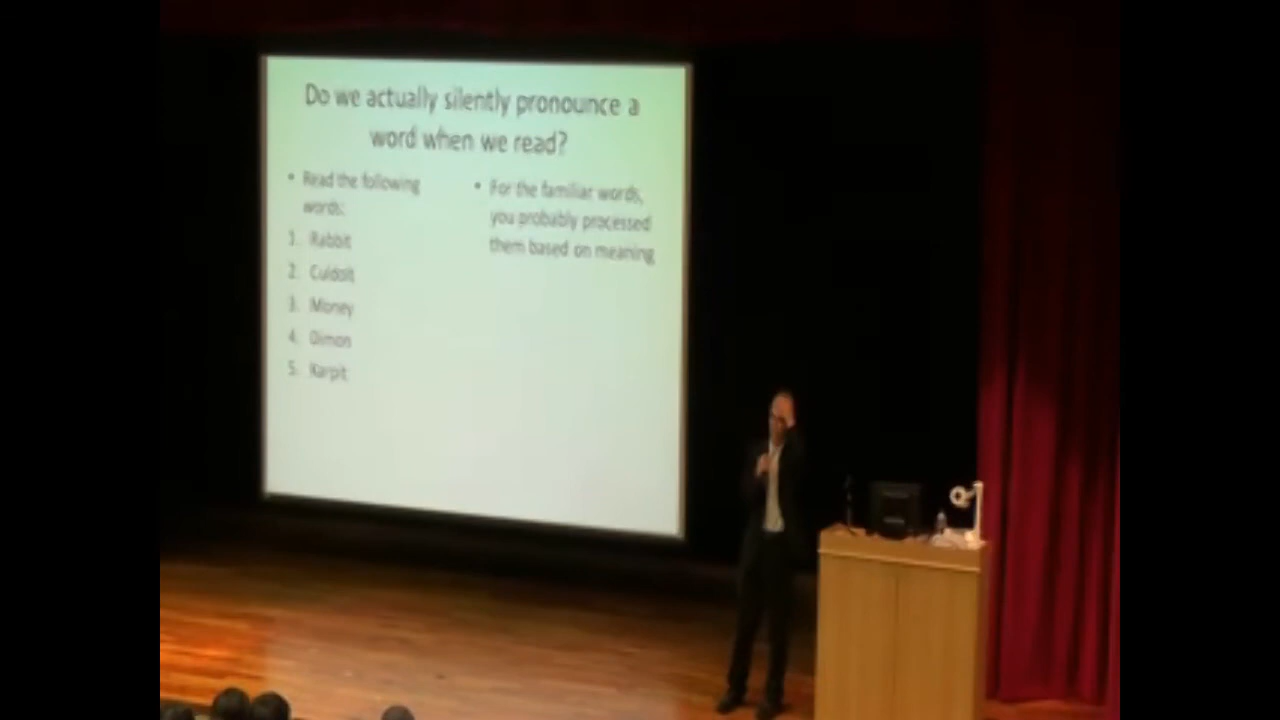 Do we actually silently pronounce a
word when we read?
• Read the following
words:
1. Rabbit
2. Culdolt
3. Money
4. Dimon
5. Karpit
• For the familiar words,
you probably processed
them based on meaning